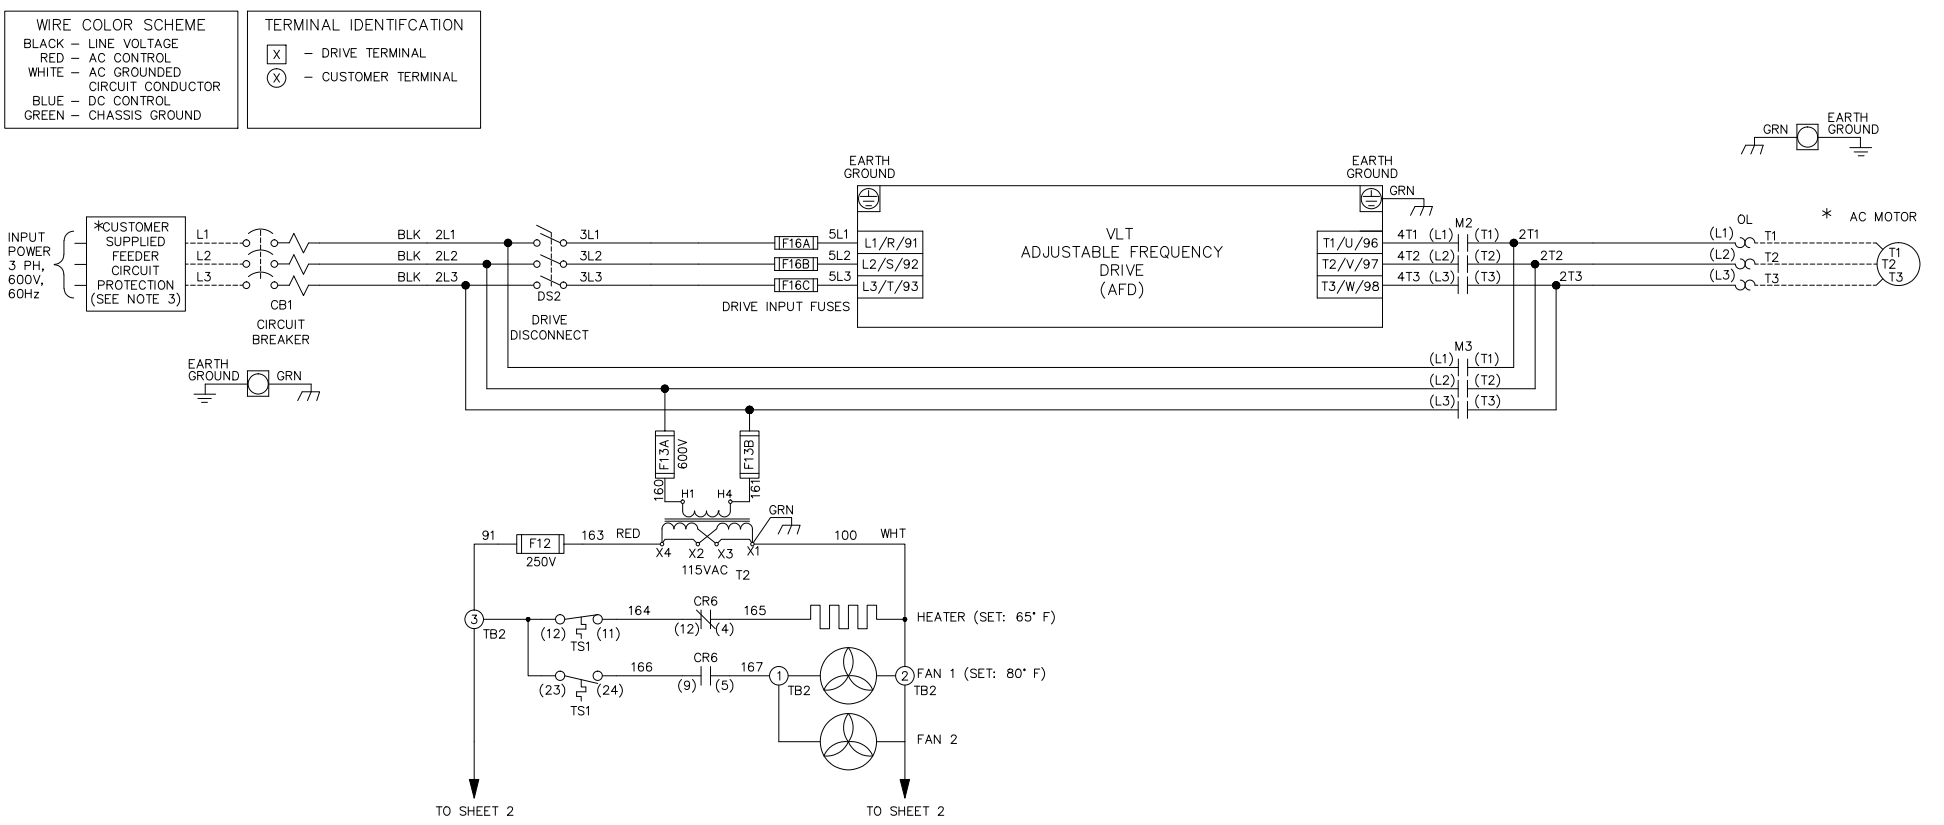 WIRE COLOR SCHEME
BLACK – LINE VOLTAGE
RED – AC CONTROL
WHITE – AC GROUNDED
CIRCUIT CONDUCTOR
BLUE – DC CONTROL
GREEN – CHASSIS GROUND
TERMINAL IDENTIFCATION
X – DRIVE TERMINAL
X – CUSTOMER TERMINAL
GRN
EARTH
GROUND
INPUT
POWER
3 PH,
600V,
60Hz
*CUSTOMER
SUPPLIED
FEEDER
CIRCUIT
PROTECTION
(SEE NOTE 3)
L1
L2
L3
CB1
CIRCUIT
BREAKER
BLK 2L1
BLK 2L2
BLK 2L3
DS2
DRIVE
DISCONNECT
3L1
3L2
3L3
F16A
F16B
F16C
DRIVE INPUT FUSES
5L1
5L2
5L3
EARTH
GROUND
L1/R/91
L2/S/92
L3/T/93
VLT
ADJUSTABLE FREQUENCY
DRIVE
(AFD)
EARTH
GROUND
GRN
T1/U/96
T2/V/97
T3/W/98
M2
4T1 (L1) (T1) 2T1
4T2 (L2) (T2) 2T2
4T3 (L3) (T3) 2T3
OL
(L1) T1
(L2) T2
(L3) T3
* AC MOTOR
T1
T2
T3
M3
(L1) (T1)
(L2) (T2)
(L3) (T3)
EARTH
GROUND
GRN
F13A
600V
F13B
160
161
H1 H4
GRN
91
F12
250V
163 RED
X4 X2 X3 X1
115VAC T2
100 WHT
3
TB2
(12) (11)
TS1
164
CR6
(12) (4)
165
HEATER (SET: 65° F)
(23) (24)
TS1
166
CR6
(9) (5)
167
1
TB2
2
TB2
FAN 1 (SET: 80° F)
FAN 2
TO SHEET 2
TO SHEET 2